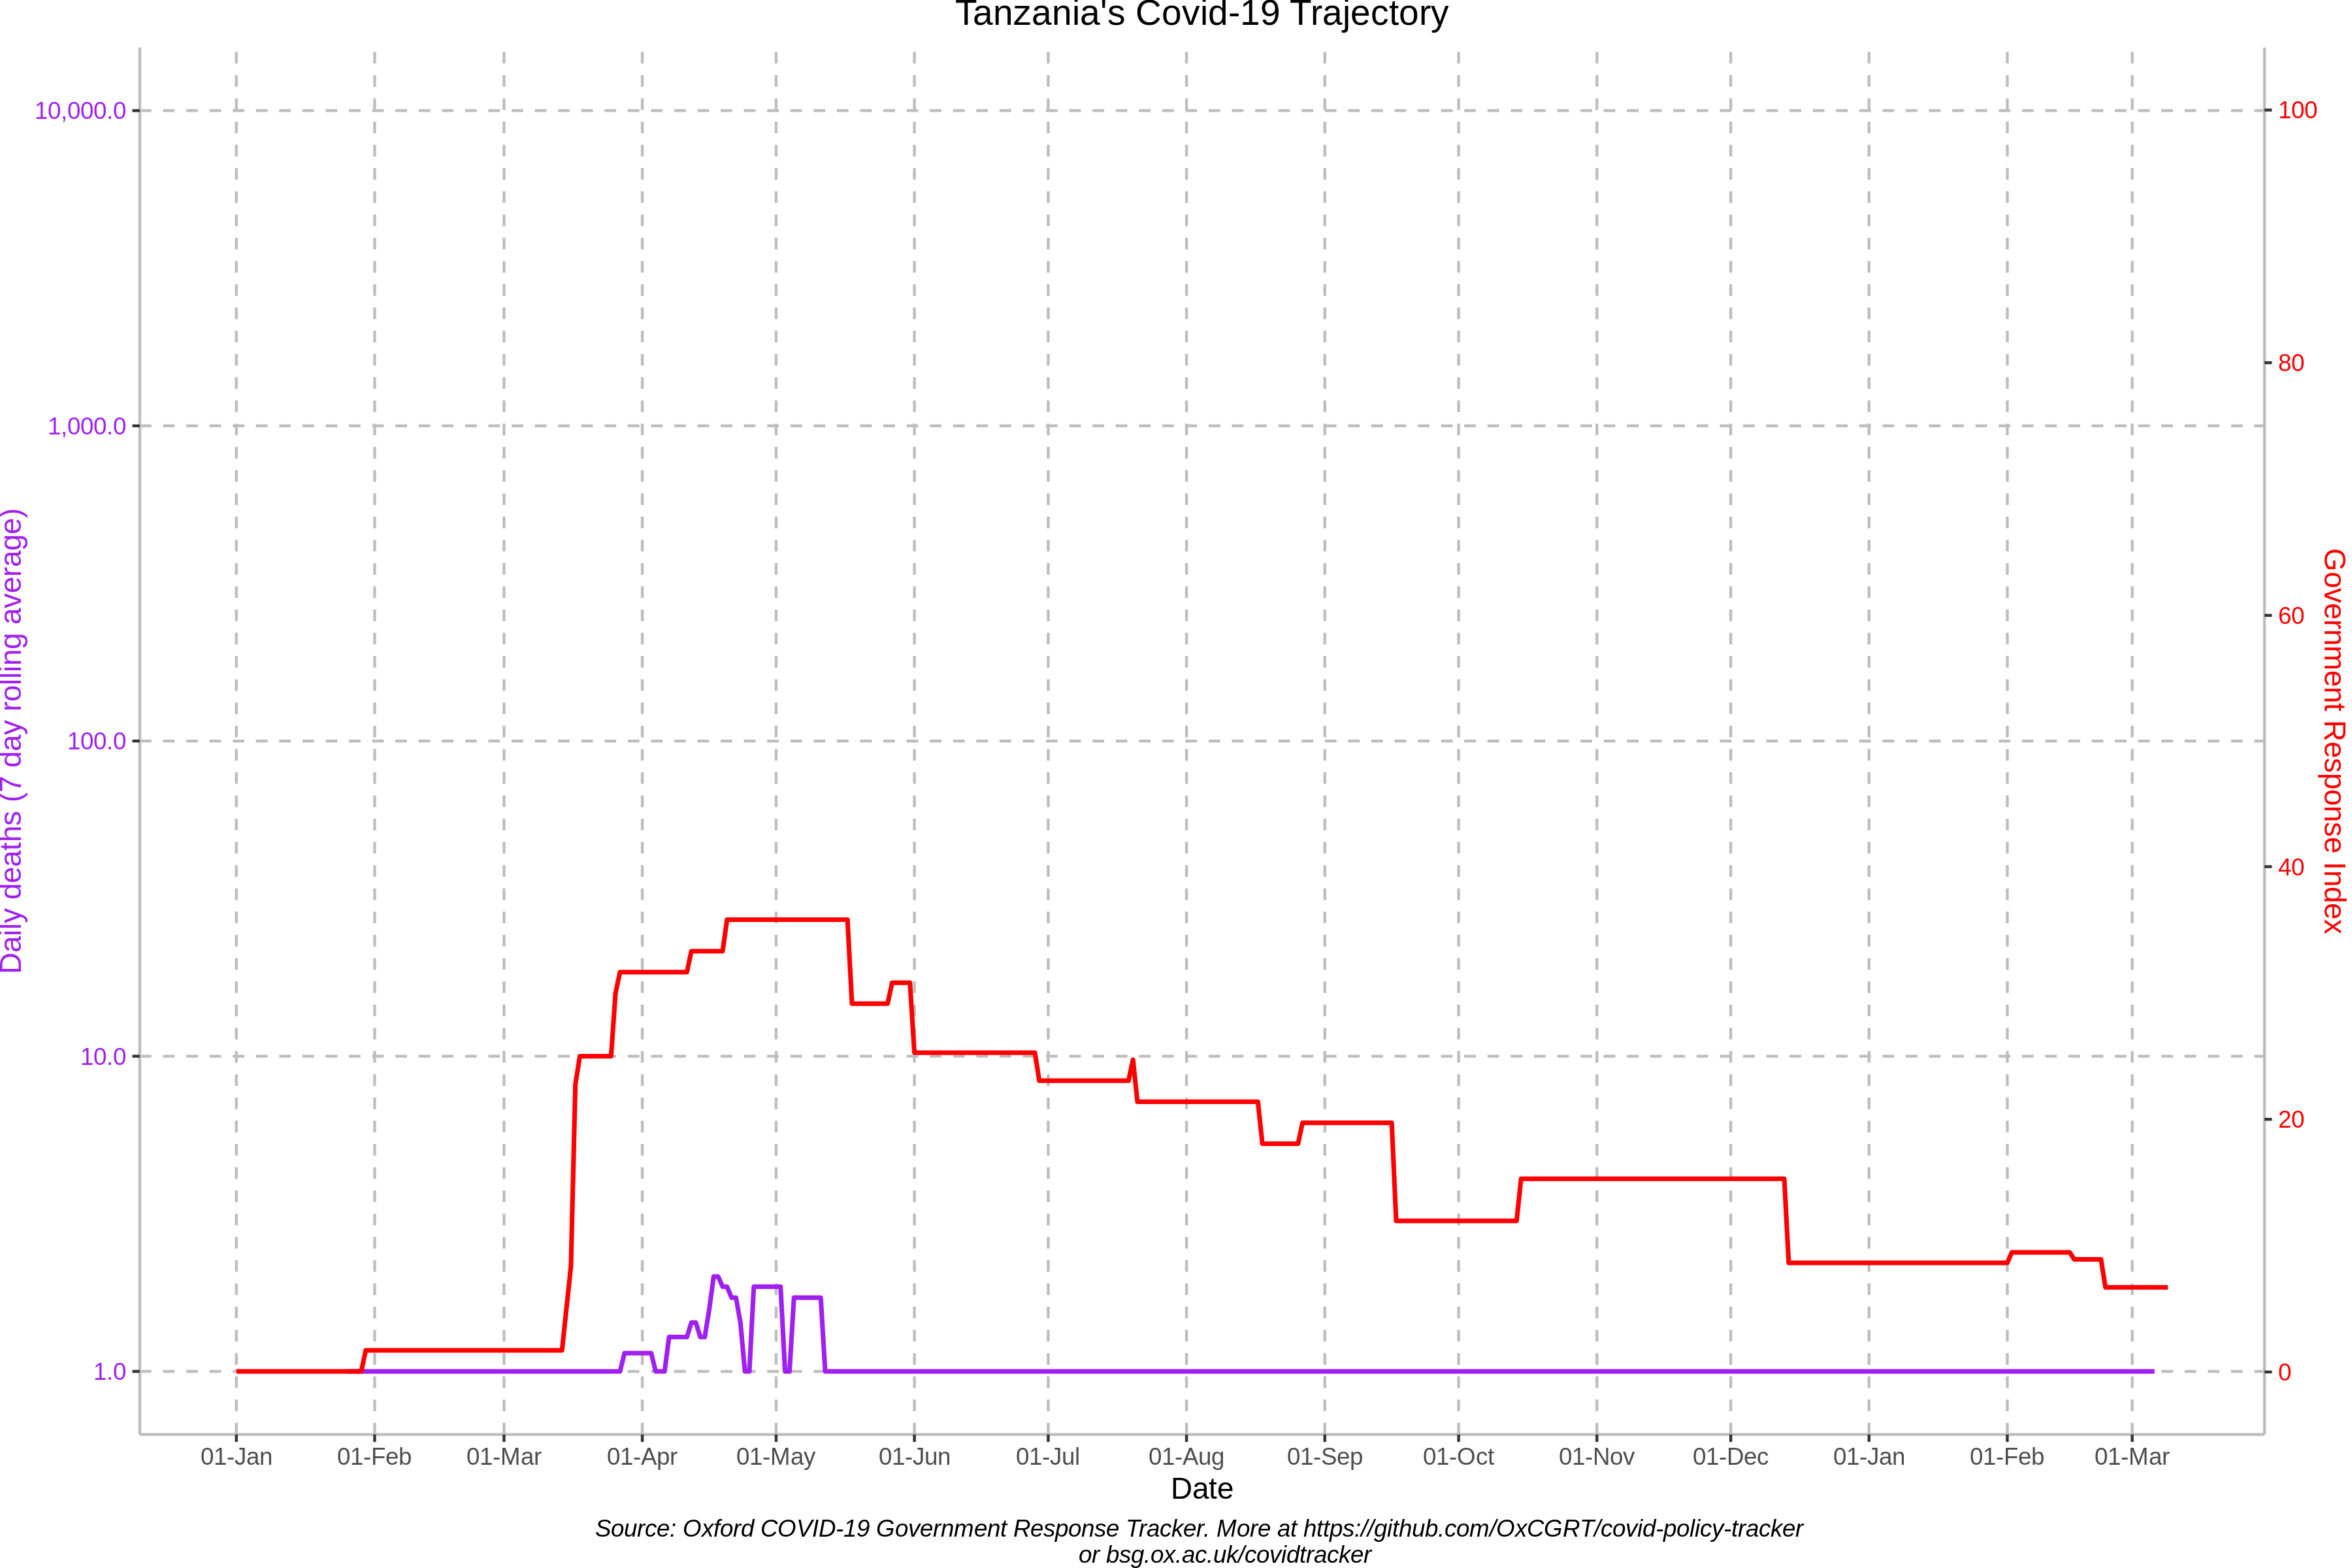 Tanzania's Covid-19 Trajectory
Daily deaths (7 day rolling average)
10,000.0
1,000.0
100.0
10.0
1.0
100
80
60
40
20
0
Government Response Index
01-Jan 01-Feb 01-Mar 01-Apr 01-May 01-Jun 01-Jul 01-Aug 01-Sep 01-Oct 01-Nov 01-Dec 01-Jan 01-Feb 01-Mar
Date
Source: Oxford COVID-19 Government Response Tracker. More at https://github.com/OxCGRT/covid-policy-tracker
or bsg.ox.ac.uk/covidtracker